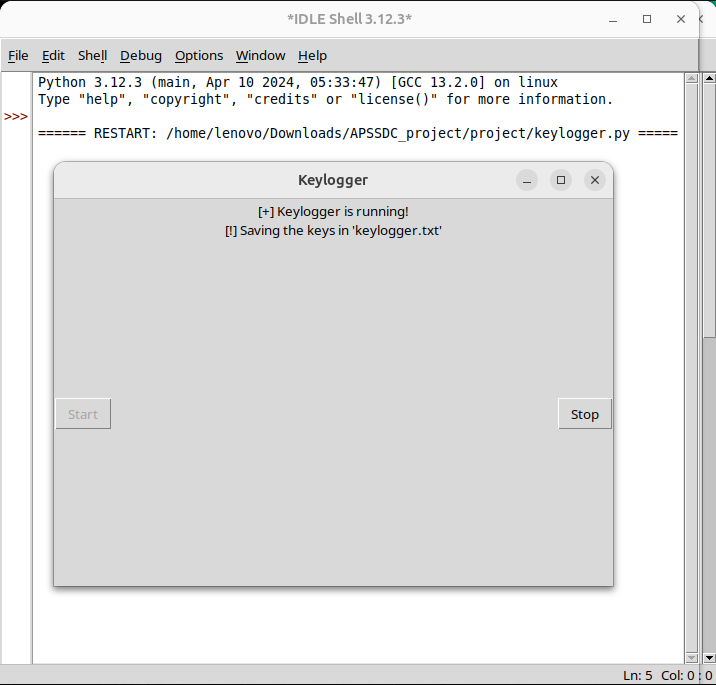 *IDLE Shell 3.12.3*
File Edit Shell Debug Options Window Help
Python 3.12.3 (main, Apr 10 2024, 05:33:47) [GCC 13.2.0] on linux
Type "help", "copyright", "credits" or "license()" for more information.
>>>
====== RESTART: /home/lenovo/Downloads/APSSDC_project/project/keylogger.py =====
Keylogger
[+] Keylogger is running!
[!] Saving the keys in 'keylogger.txt'
Start
Stop
Ln: 5 Col: 0 : 0